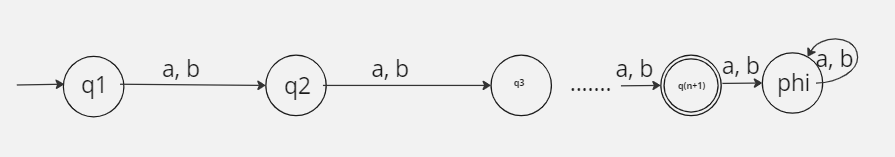 a, b a, b a, b a, b a, b
q1 q2 q3 ....... q(n+1) phi